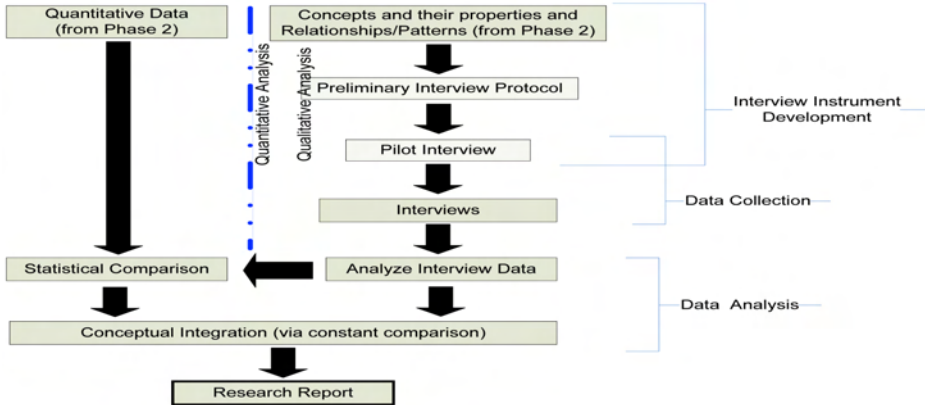 Quantitative Data
(from Phase 2)
Concepts and their properties and
Relationships/Patterns (from Phase 2)
Quantitative Analysis
Qualitative Analysis
Preliminary Interview Protocol
Interview Instrument
Development
Pilot Interview
Data Collection
Interviews
Statistical Comparison
Analyze Interview Data
Data Analysis
Conceptual Integration (via constant comparison)
Research Report